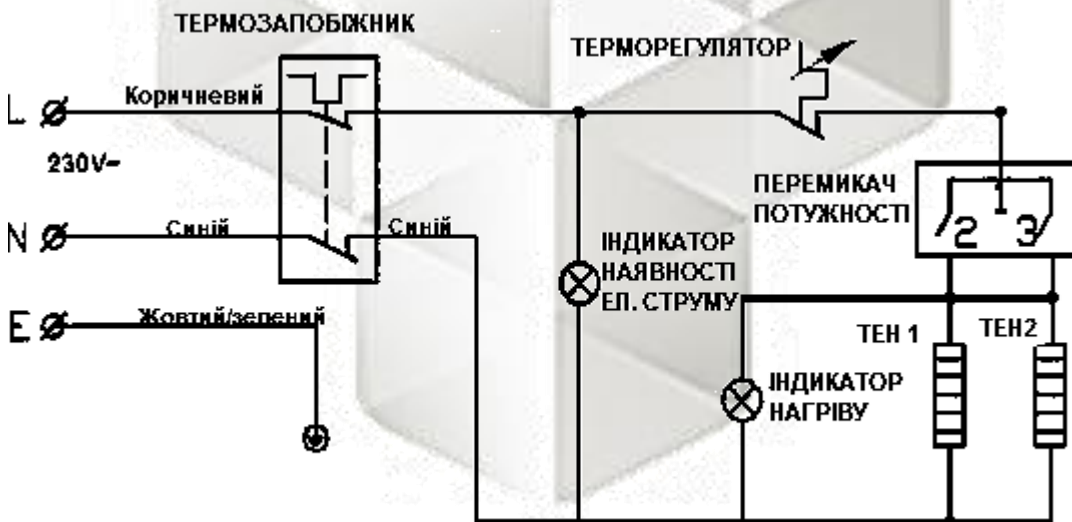 ТЕРМОЗАПОБІЖНИК
ТЕРМОРЕГУЛЯТОР
L
Коричневий
230V~
ПЕРЕМИКАЧ
ПОТУЖНОСТІ
2 3
N
Синій
Синій
ІНДИКАТОР
НАЯВНОСТІ
ЕЛ. СТРУМУ
E
Жовтий/зелений
ТЕН 1
ТЕН2
ІНДИКАТОР
НАГРІВУ